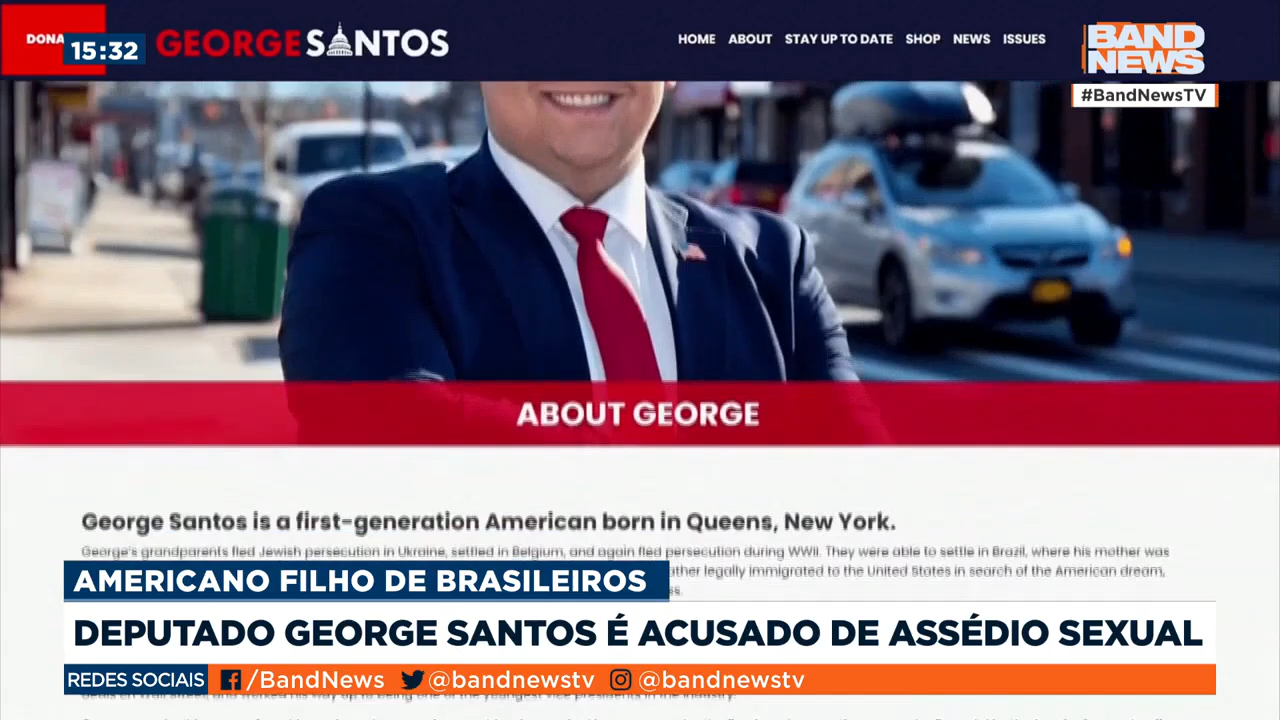 DONA
15:32
GEORGE SANTOS
HOME ABOUT STAY UP TO DATE SHOP NEWS ISSUES
BAND NEWS
#BandNewsTV
ABOUT GEORGE
George Santos is a first-generation American born in Queens, New York.
George's grandparents fled Jewish persecution in Ukraine, settled in Belgium, and again fled persecution during WWII. They were able to settle in Brazil, where his mother was
ather legally immigrated to the United States in search of the American dream,
AMERICANO FILHO DE BRASILEIROS
DEPUTADO GEORGE SANTOS É ACUSADO DE ASSÉDIO SEXUAL
REDES SOCIAIS /BandNews @bandnewstv @bandnewstv